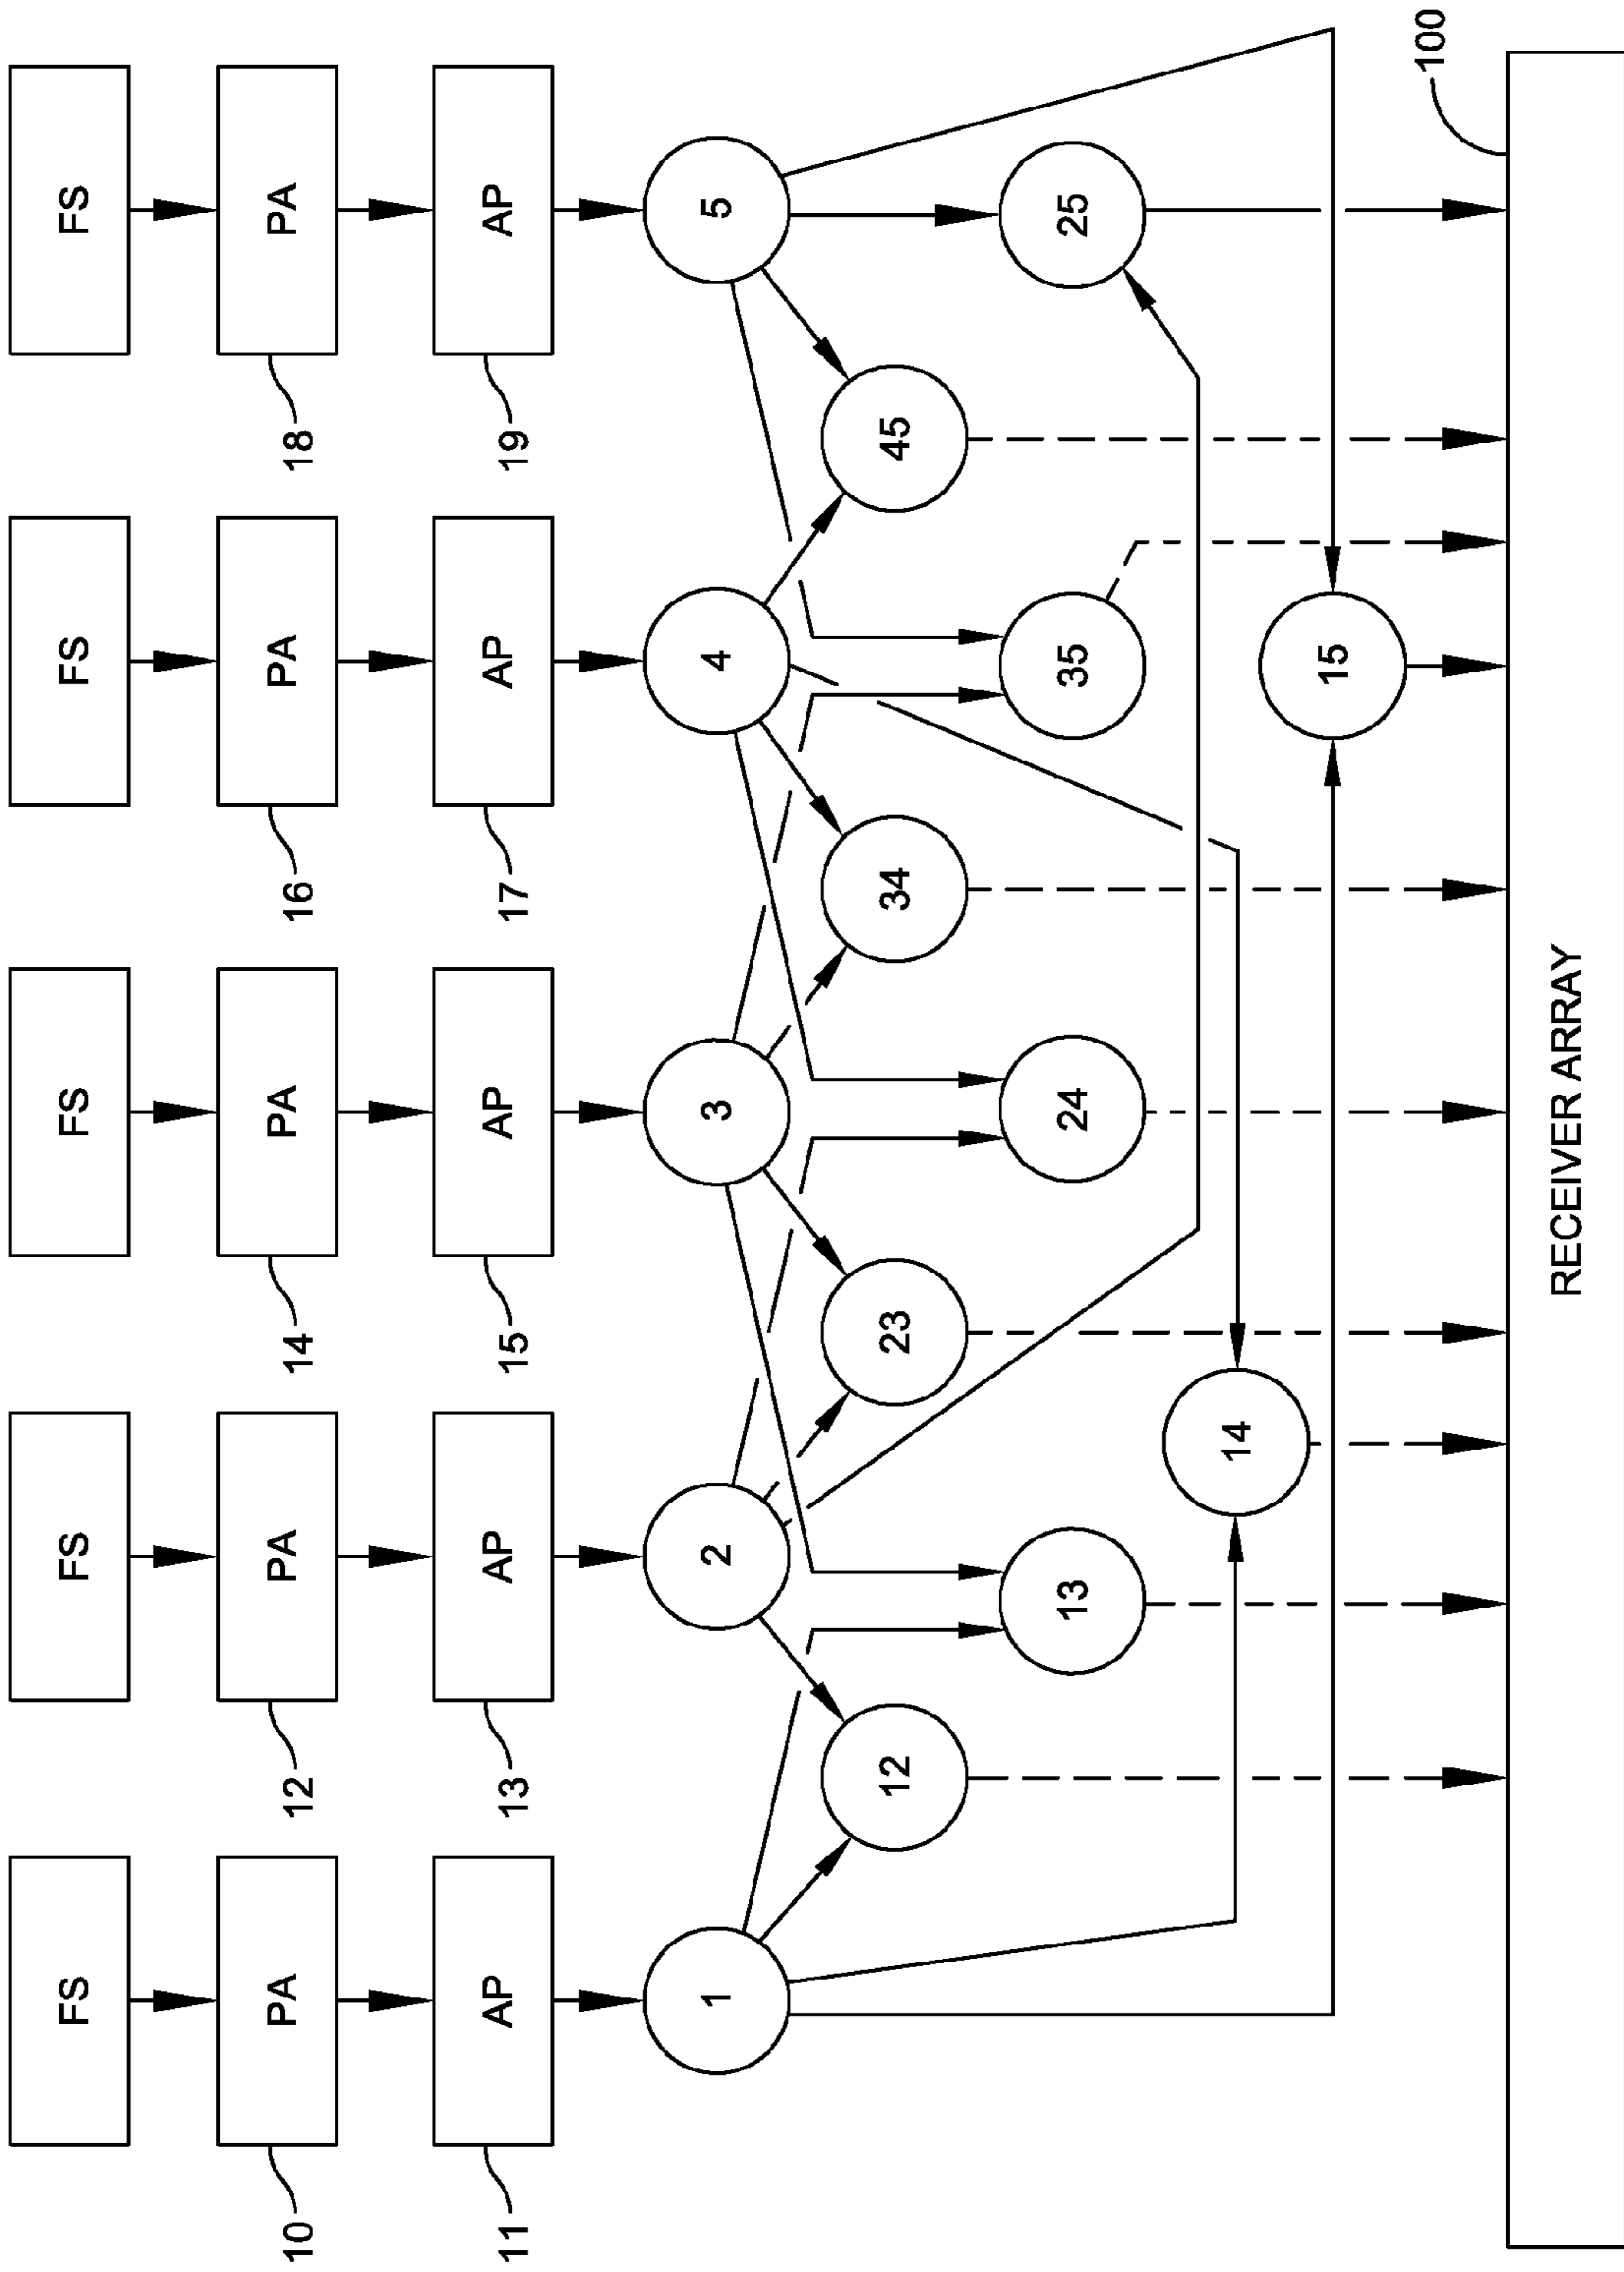 FS FS FS FS FS
10 PA 12 PA 14 PA 16 PA 18 PA
11 AP 13 AP 15 AP 17 AP 19 AP
1 2 3 4 5
12 23 34 45
13 24 35 25
14
15
100
RECEIVER ARRAY